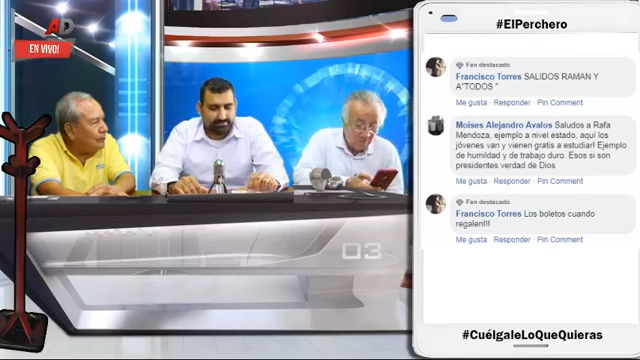 AD
EN VIVO!
03
#ElPerchero
Fan destacado
Francisco Torres SALIDOS RAMAN Y
A"TODOS "
Me gusta · Responder · Pin Comment
Moises Alejandro Avalos Saludos a Rafa
Mendoza, ejemplo a nivel estado, aquí los
jóvenes van y vienen gratis a estudiar! Ejemplo
de humildad y de trabajo duro. Esos si son
presidentes verdad de Dios
Me gusta · Responder · Pin Comment
Fan destacado
Francisco Torres Los boletos cuando
regalen!!!
Me gusta · Responder · Pin Comment
#CuélgaleLoQueQuieras